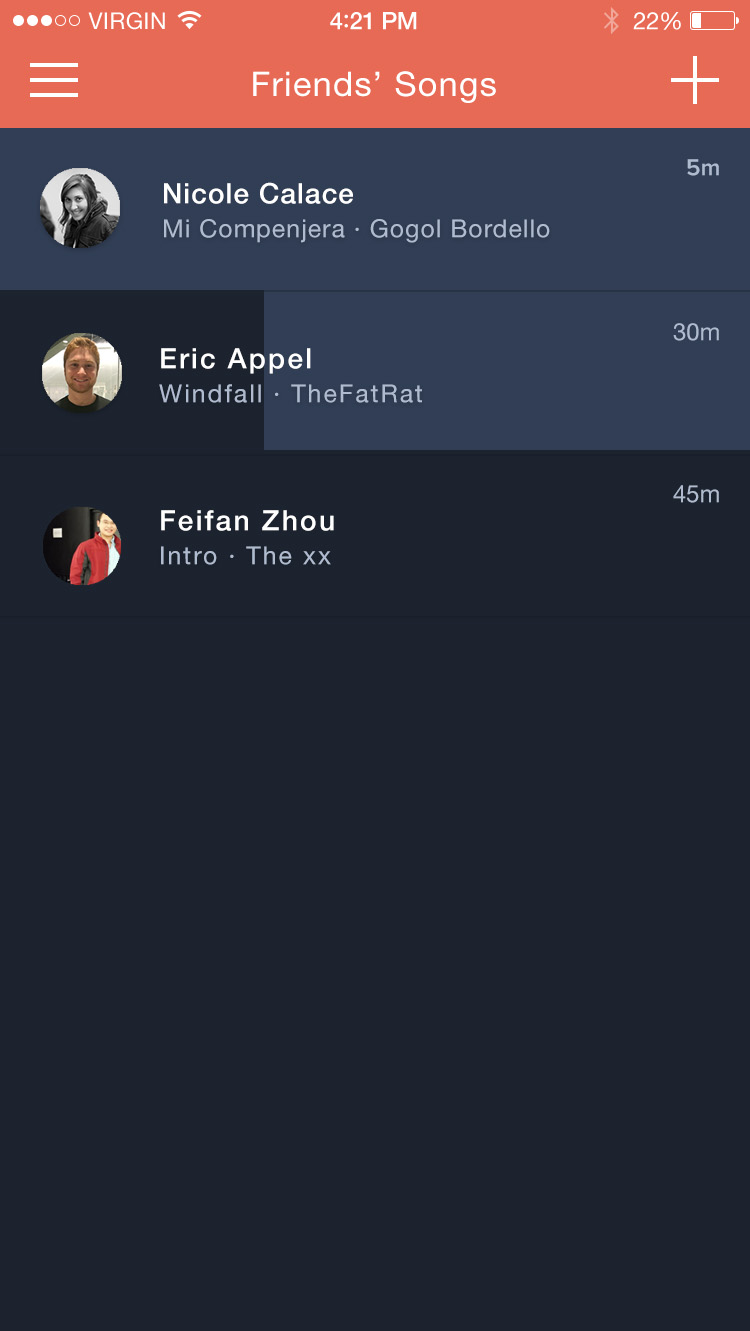 VIRGIN 4:21 PM 22%
Friends’ Songs
5m
Nicole Calace
Mi Compenjera · Gogol Bordello
30m
Eric Appel
Windfall · TheFatRat
45m
Feifan Zhou
Intro · The xx